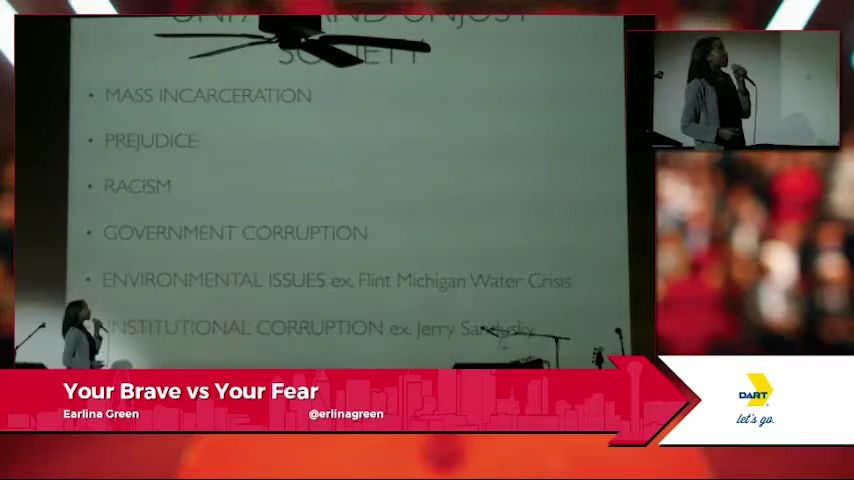 SOCIETY
• MASS INCARCERATION
• PREJUDICE
• RACISM
• GOVERNMENT CORRUPTION
• ENVIRONMENTAL ISSUES ex. Flint Michigan Water Crisis
INSTITUTIONAL CORRUPTION ex. Jerry Sandusky
Your Brave vs Your Fear
Earlina Green @erlinagreen
DART
let's go.